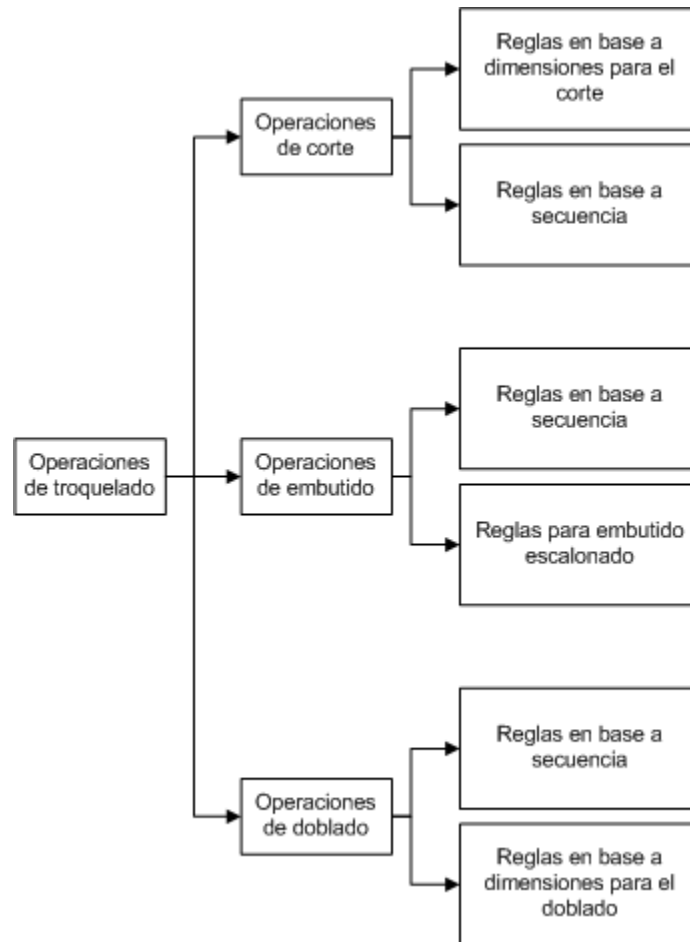 Reglas en base a
dimensiones para el
corte
Operaciones
de corte
Reglas en base a
secuencia
Reglas en base a
secuencia
Operaciones
de troquelado
Operaciones
de embutido
Reglas para embutido
escalonado
Reglas en base a
secuencia
Operaciones
de doblado
Reglas en base a
dimensiones para el
doblado